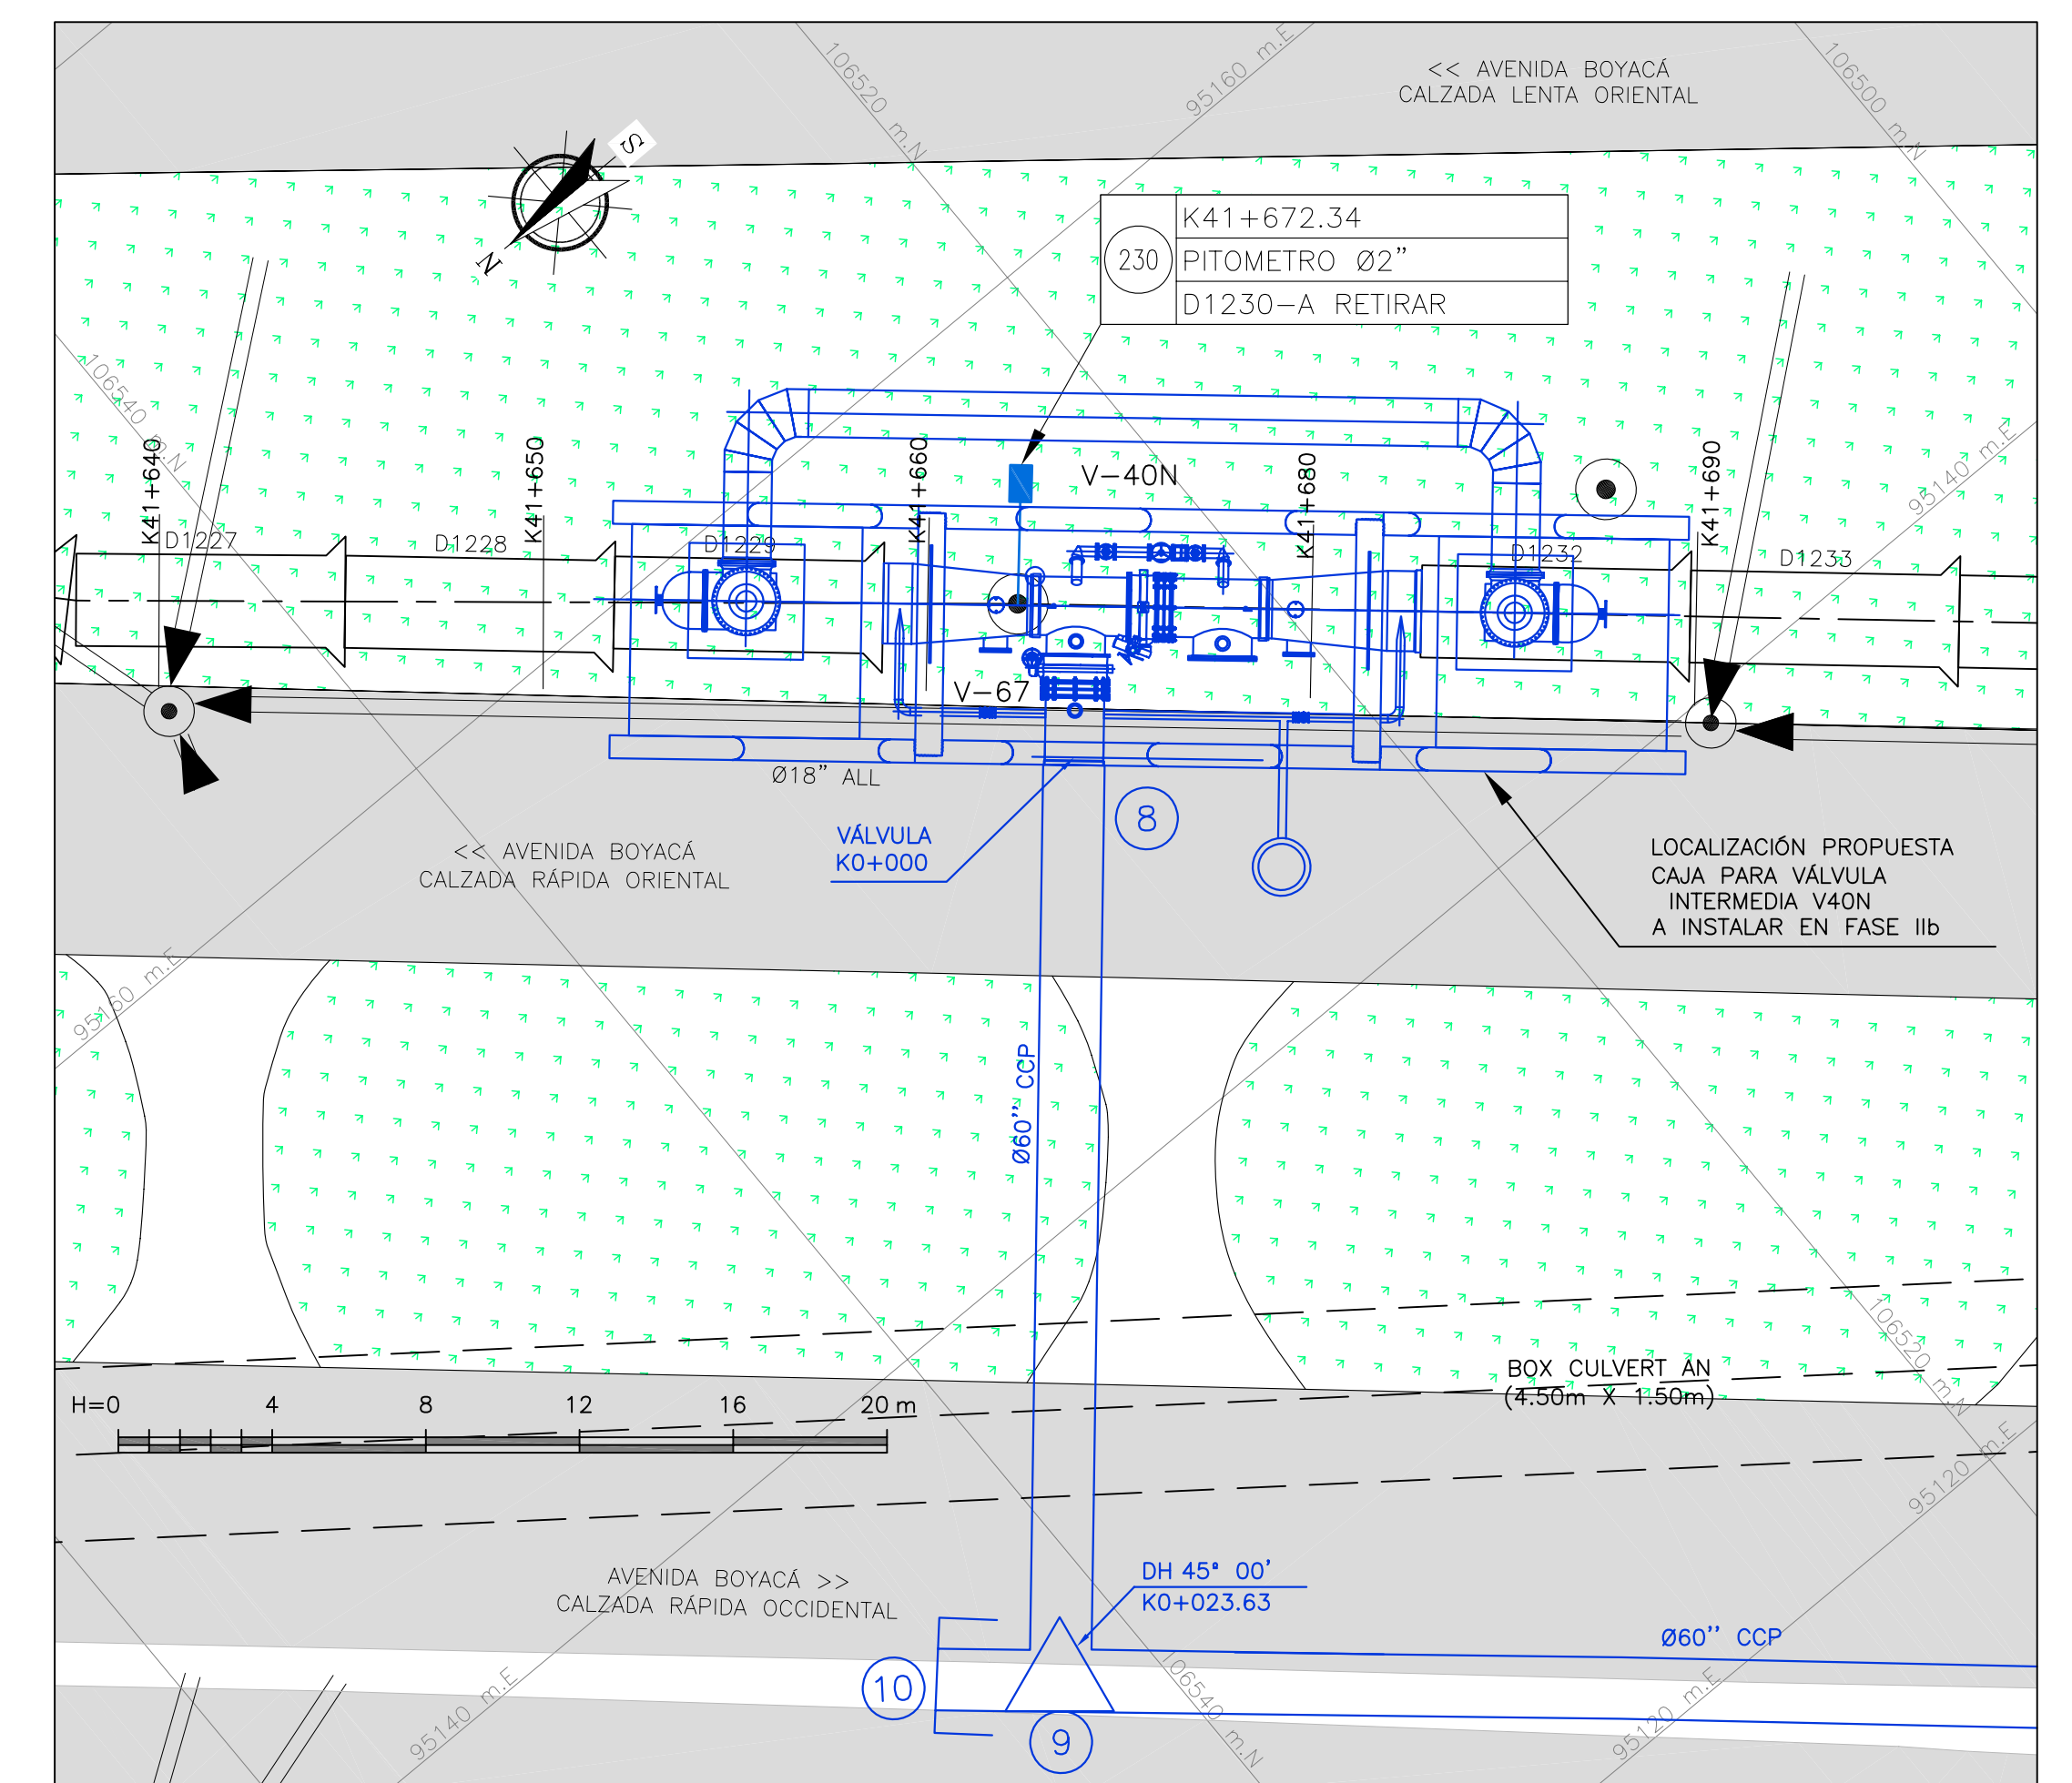 << AVENIDA BOYACÁ
CALZADA LENTA ORIENTAL
106520 m.N
95160 m.E
106500 m.N
S
N
230
K41+672.34
PITOMETRO Ø2”
D1230-A RETIRAR
106540 m.N
95140 m.E
K41+640
K41+650
K41+660
K41+680
K41+690
V-40N
D1227
D1228
D1229
D1232
D1233
V-67
Ø18” ALL
8
VÁLVULA
K0+000
<< AVENIDA BOYACÁ
CALZADA RÁPIDA ORIENTAL
LOCALIZACIÓN PROPUESTA
CAJA PARA VÁLVULA
INTERMEDIA V40N
A INSTALAR EN FASE IIb
95160 m.E
Ø60’’ CCP
106520 m.N
BOX CULVERT AN
(4.50m X 1.50m)
H=0 4 8 12 16 20 m
95120 m.E
AVENIDA BOYACÁ >>
CALZADA RÁPIDA OCCIDENTAL
DH 45° 00’
K0+023.63
Ø60’’ CCP
10
9
95140 m.E
106540 m.N
95120 m.E